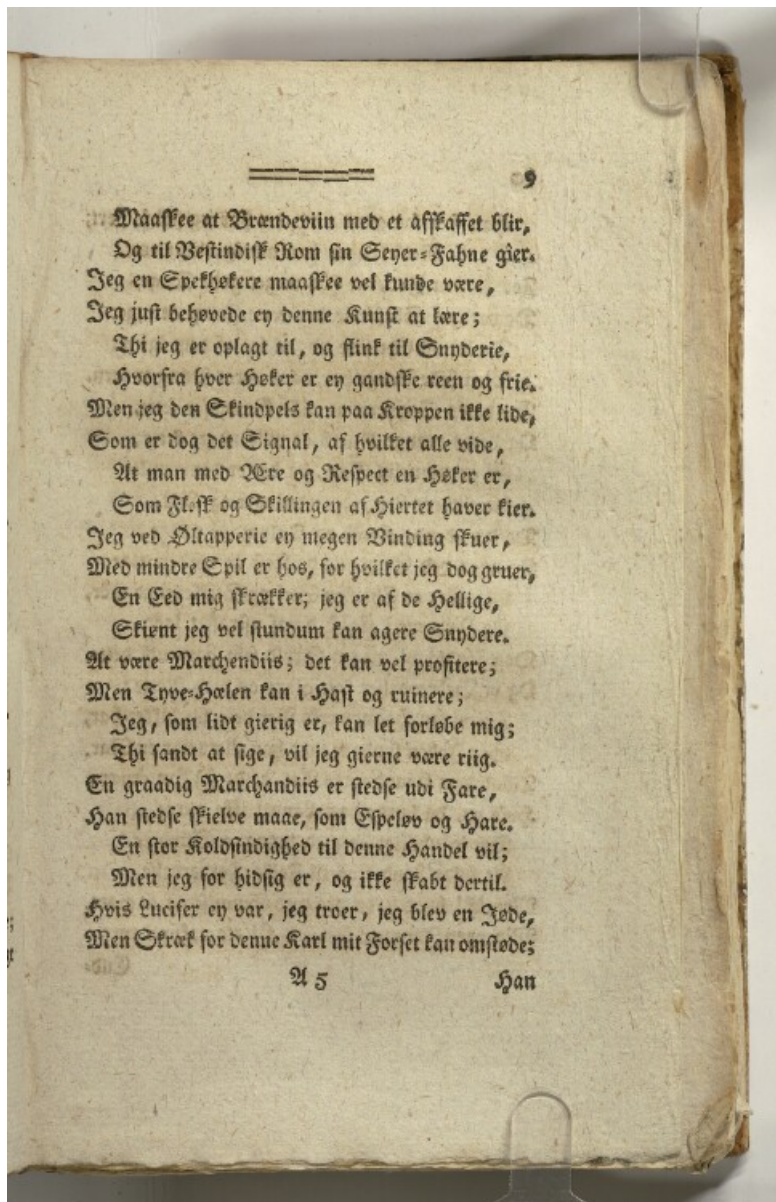 9
Maaskee at Brændeviin med et afskaffet blir,
Og til Vestindisk Rom sin Seyer-Fahne gier.
Jeg en Spekhøkere maaskee vel kunde være,
Jeg just behøvede ey denne Kunst at lære;
Thi jeg er oplagt til, og flink til Snyderie,
Hvorfra hver Høker er ey gandske reen og frie.
Men jeg den Skindpels kan paa Kroppen ikke lide,
Som er dog det Signal, af hvilket alle vide,
At man med Ære og Respect en Høker er,
Som Flesk og Skillingen af Hiertet haver kier.
Jeg ved Øltapperie ey megen Vinding skuer,
Med mindre Spil er hos, for hvilket jeg dog gruer,
En Eed mig skrækker; jeg er af de Hellige,
Skiønt jeg vel stundum kan agere Snydere.
At være Marchendiis; det kan vel profitere;
Men Tyve-Hælen kan i Hast og ruinere;
Jeg, som lidt gierig er, kan let forløbe mig;
Thi sandt at sige, vil jeg gierne være riig.
En graadig Marchandiis er stedse udi Fare,
Han stedse skielve maae, som Espeløv og Hare.
En stor Koldsindighed til denne Handel vil;
Men jeg for hidsig er, og ikke skabt dertil.
Hvis Lucifer ey var, jeg troer, jeg blev en Jøde,
Men Skræk for denne Karl mit Forset kan omstøde;
A 5 Han